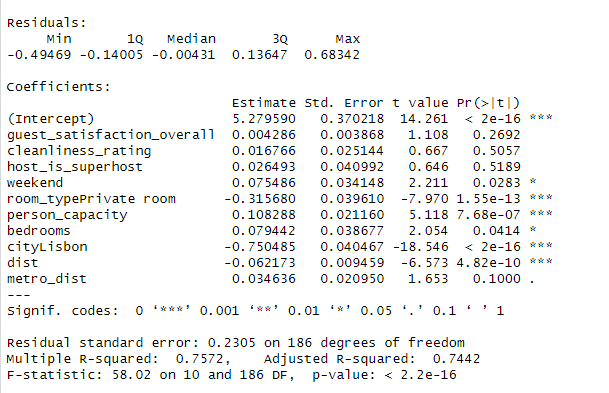 Residuals:
     Min       1Q   Median       3Q      Max
-0.49469 -0.14005 -0.00431  0.13647  0.68342

Coefficients:
                            Estimate Std. Error t value Pr(>|t|)
(Intercept)                 5.279590   0.370218  14.261  < 2e-16 ***
guest_satisfaction_overall  0.004286   0.003868   1.108   0.2692
cleanliness_rating          0.016766   0.025144   0.667   0.5057
host_is_superhost           0.026493   0.040992   0.646   0.5189
weekend                     0.075486   0.034148   2.211   0.0283 *
room_typePrivate room      -0.315680   0.039610  -7.970 1.55e-13 ***
person_capacity             0.108288   0.021160   5.118 7.68e-07 ***
bedrooms                    0.079442   0.038677   2.054   0.0414 *
cityLisbon                 -0.750485   0.040467 -18.546  < 2e-16 ***
dist                       -0.062173   0.009459  -6.573 4.82e-10 ***
metro_dist                  0.034636   0.020950   1.653   0.1000 .
---
Signif. codes:  0 ‘***’ 0.001 ‘**’ 0.01 ‘*’ 0.05 ‘.’ 0.1 ‘ ’ 1

Residual standard error: 0.2305 on 186 degrees of freedom
Multiple R-squared:  0.7572,    Adjusted R-squared:  0.7442
F-statistic: 58.02 on 10 and 186 DF,  p-value: < 2.2e-16